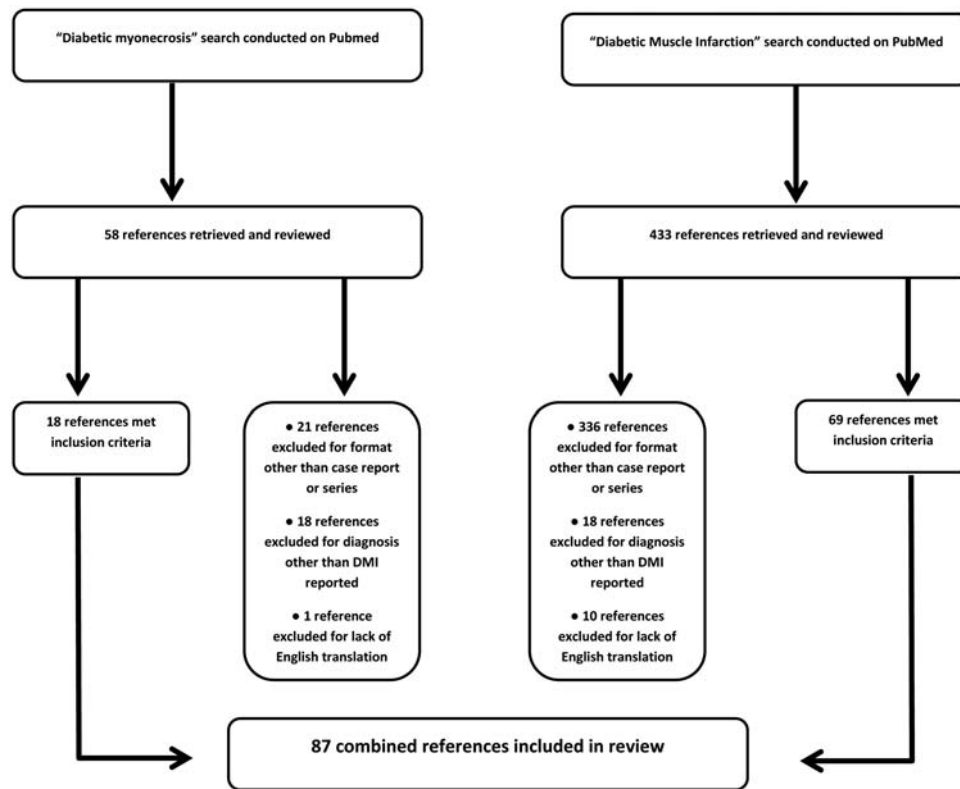 “Diabetic myonecrosis” search conducted on Pubmed
“Diabetic Muscle Infarction” search conducted on PubMed
58 references retrieved and reviewed
433 references retrieved and reviewed
18 references met
inclusion criteria
● 21 references
excluded for format
other than case report
or series
● 18 references
excluded for diagnosis
other than DMI
reported
● 1 reference
excluded for lack of
English translation
● 336 references
excluded for format
other than case report
or series
● 18 references
excluded for diagnosis
other than DMI
reported
● 10 references
excluded for lack of
English translation
69 references met
inclusion criteria
87 combined references included in review